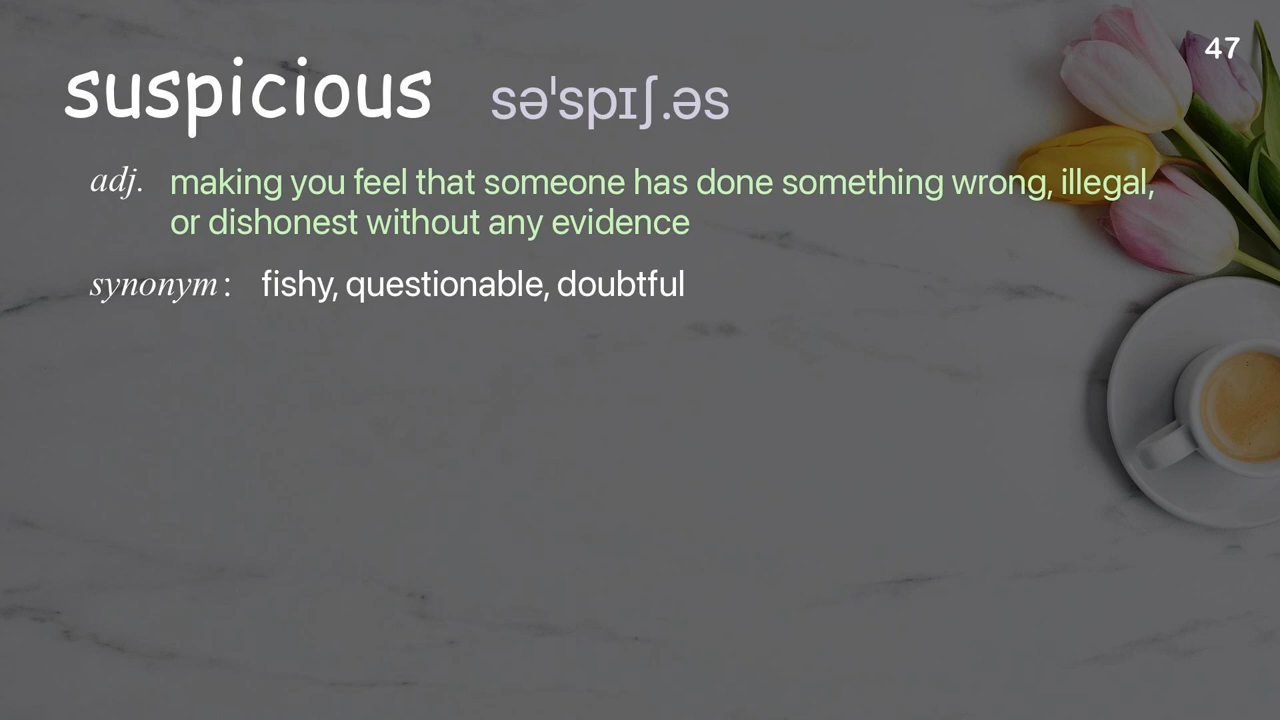 47
suspicious səˈspɪʃ.əs
adj. making you feel that someone has done something wrong, illegal,
or dishonest without any evidence
synonym : fishy, questionable, doubtful